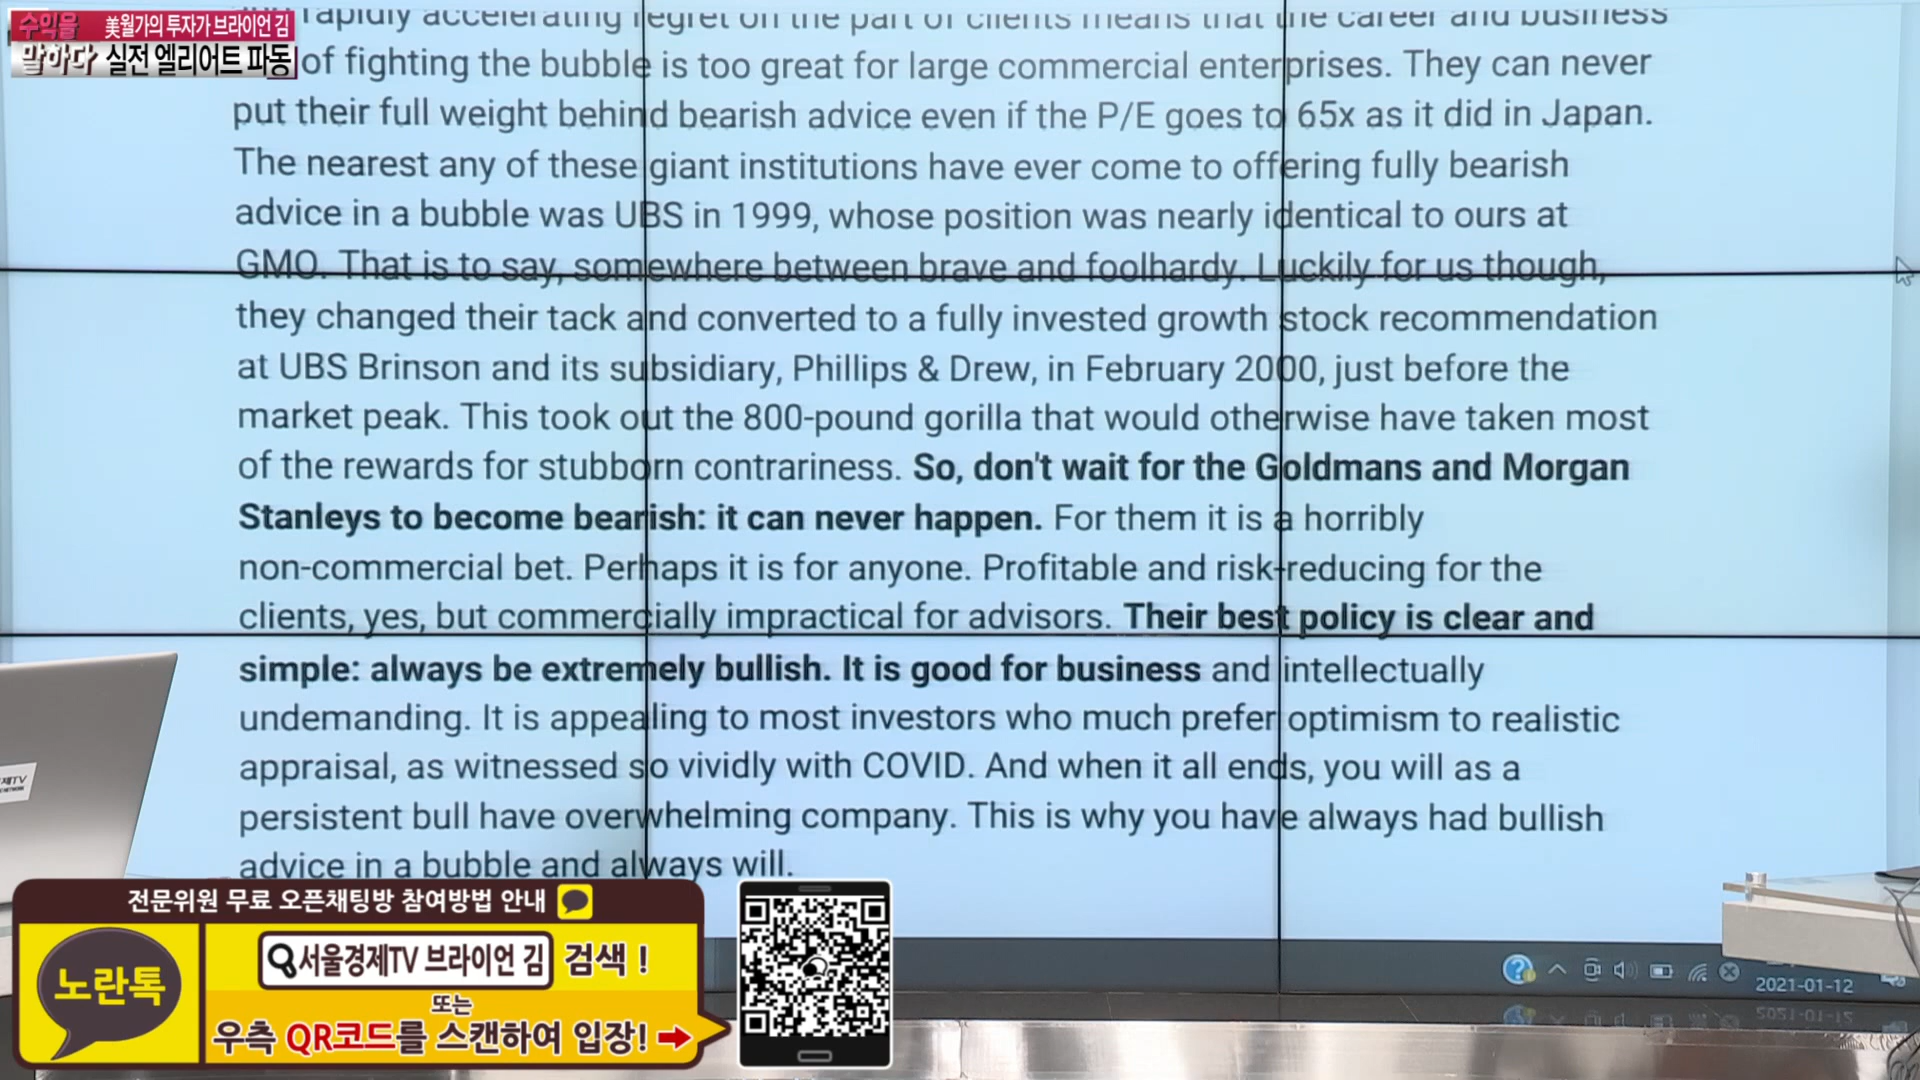 수익을 말하다
美월가의 투자가 브라이언 김
실전 엘리어트 파동
rapidly accelerating regret on the part of clients means that the career and business
of fighting the bubble is too great for large commercial enterprises. They can never
put their full weight behind bearish advice even if the P/E goes to 65x as it did in Japan.
The nearest any of these giant institutions have ever come to offering fully bearish
advice in a bubble was UBS in 1999, whose position was nearly identical to ours at
GMO. That is to say, somewhere between brave and foolhardy. Luckily for us though,
they changed their tack and converted to a fully invested growth stock recommendation
at UBS Brinson and its subsidiary, Phillips & Drew, in February 2000, just before the
market peak. This took out the 800-pound gorilla that would otherwise have taken most
of the rewards for stubborn contrariness. So, don't wait for the Goldmans and Morgan
Stanleys to become bearish: it can never happen. For them it is a horribly
non-commercial bet. Perhaps it is for anyone. Profitable and risk-reducing for the
clients, yes, but commercially impractical for advisors. Their best policy is clear and
simple: always be extremely bullish. It is good for business and intellectually
undemanding. It is appealing to most investors who much prefer optimism to realistic
appraisal, as witnessed so vividly with COVID. And when it all ends, you will as a
persistent bull have overwhelming company. This is why you have always had bullish
advice in a bubble and always will.
전문위원 무료 오픈채팅방 참여방법 안내
노란톡
서울경제TV 브라이언 김 검색 !
또는
우측 QR코드를 스캔하여 입장!
2021-01-12